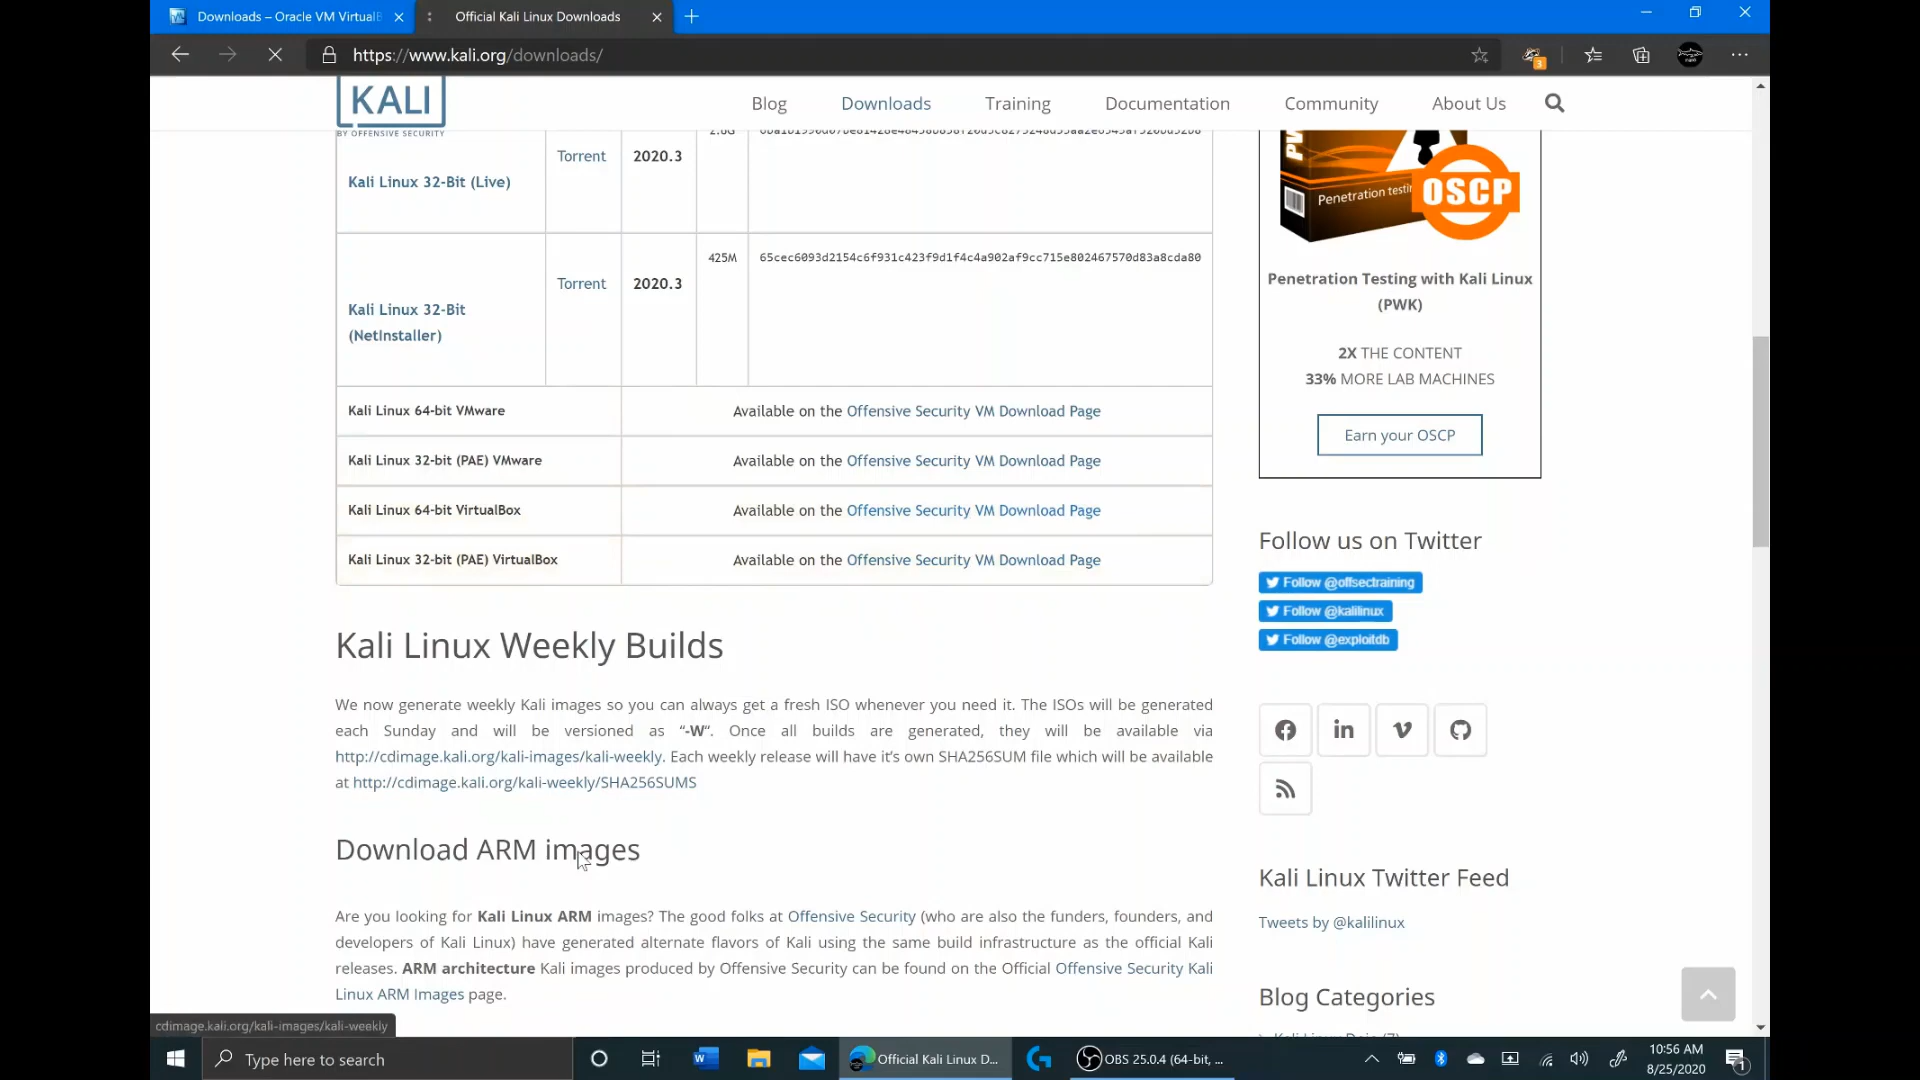 Downloads – Oracle VM VirtualB
Official Kali Linux Downloads
https://www.kali.org/downloads/
3
KALI
BY OFFENSIVE SECURITY
Blog
Downloads
Training
Documentation
Community
About Us
Kali Linux 32-Bit (Live)
Torrent
2020.3
2.6G
Kali Linux 32-Bit
(NetInstaller)
Torrent
2020.3
425M
65cec6093d2154c6f931c423f9d1f4c4a902af9cc715e802467570d83a8cda80
Kali Linux 64-bit VMware
Available on the Offensive Security VM Download Page
Kali Linux 32-bit (PAE) VMware
Available on the Offensive Security VM Download Page
Kali Linux 64-bit VirtualBox
Available on the Offensive Security VM Download Page
Kali Linux 32-bit (PAE) VirtualBox
Available on the Offensive Security VM Download Page
Kali Linux Weekly Builds
We now generate weekly Kali images so you can always get a fresh ISO whenever you need it. The ISOs will be generated
each Sunday and will be versioned as “-W“. Once all builds are generated, they will be available via
http://cdimage.kali.org/kali-images/kali-weekly. Each weekly release will have it’s own SHA256SUM file which will be available
at http://cdimage.kali.org/kali-weekly/SHA256SUMS
Download ARM images
Are you looking for Kali Linux ARM images? The good folks at Offensive Security (who are also the funders, founders, and
developers of Kali Linux) have generated alternate flavors of Kali using the same build infrastructure as the official Kali
releases. ARM architecture Kali images produced by Offensive Security can be found on the Official Offensive Security Kali
Linux ARM Images page.
PW
Penetration testing
OSCP
Penetration Testing with Kali Linux
(PWK)
2X THE CONTENT
33% MORE LAB MACHINES
Earn your OSCP
Follow us on Twitter
Follow @offsectraining
Follow @kalilinux
Follow @exploitdb
Kali Linux Twitter Feed
Tweets by @kalilinux
Blog Categories
cdimage.kali.org/kali-images/kali-weekly
Type here to search
Official Kali Linux D...
OBS 25.0.4 (64-bit, ...
10:56 AM
8/25/2020
1